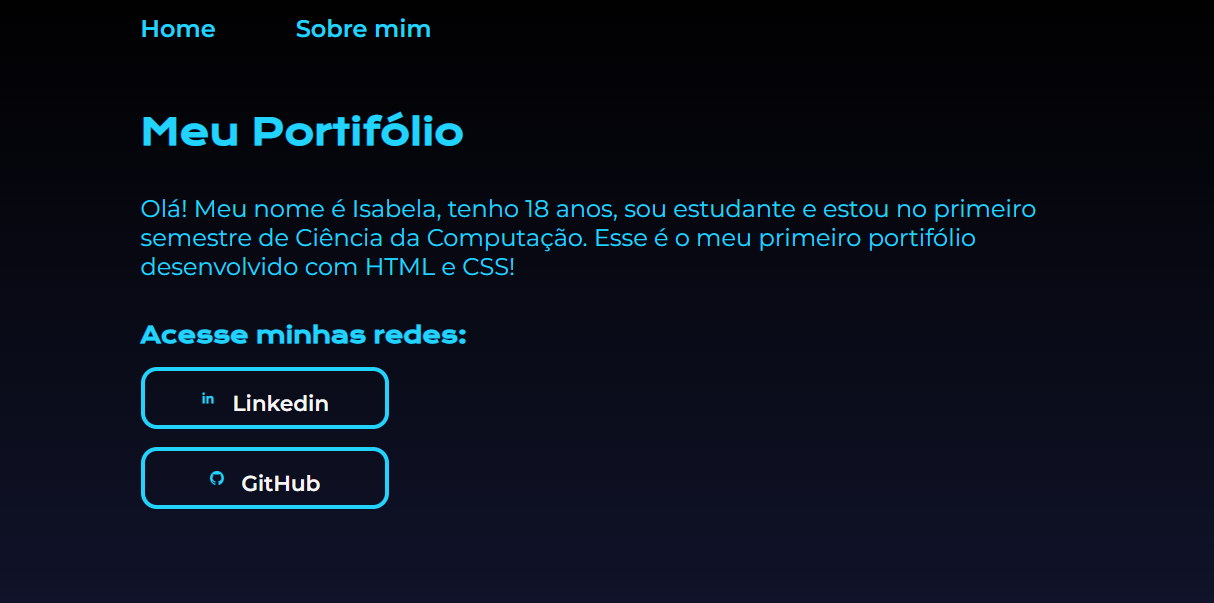 Home Sobre mim
Meu Portifólio
Olá! Meu nome é Isabela, tenho 18 anos, sou estudante e estou no primeiro
semestre de Ciência da Computação. Esse é o meu primeiro portifólio
desenvolvido com HTML e CSS!
Acesse minhas redes:
in Linkedin
GitHub